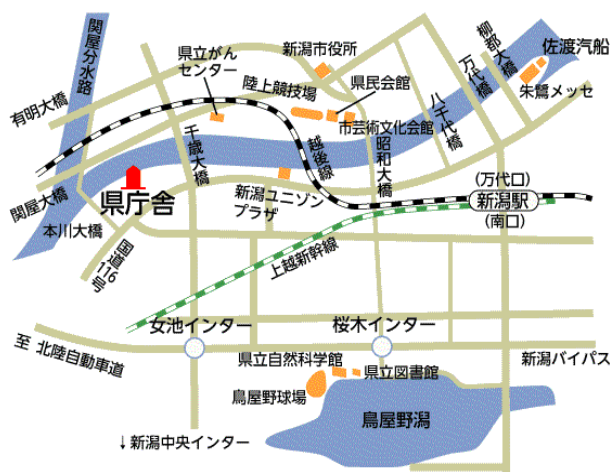 関屋分水路
有明大橋
関屋大橋
本川大橋
県立がん
センター
新潟市役所
陸上競技場
県民会館
市芸術文化会館
千歳大橋
越後線
昭和大橋
八千代橋
万代橋
柳都大橋
佐渡汽船
朱鷺メッセ
県庁舎
新潟ユニゾン
プラザ
(万代口)
新潟駅
(南口)
国道116号
上越新幹線
女池インター
桜木インター
至 北陸自動車道
新潟バイパス
県立自然科学館
県立図書館
鳥屋野球場
鳥屋野潟
↓新潟中央インター